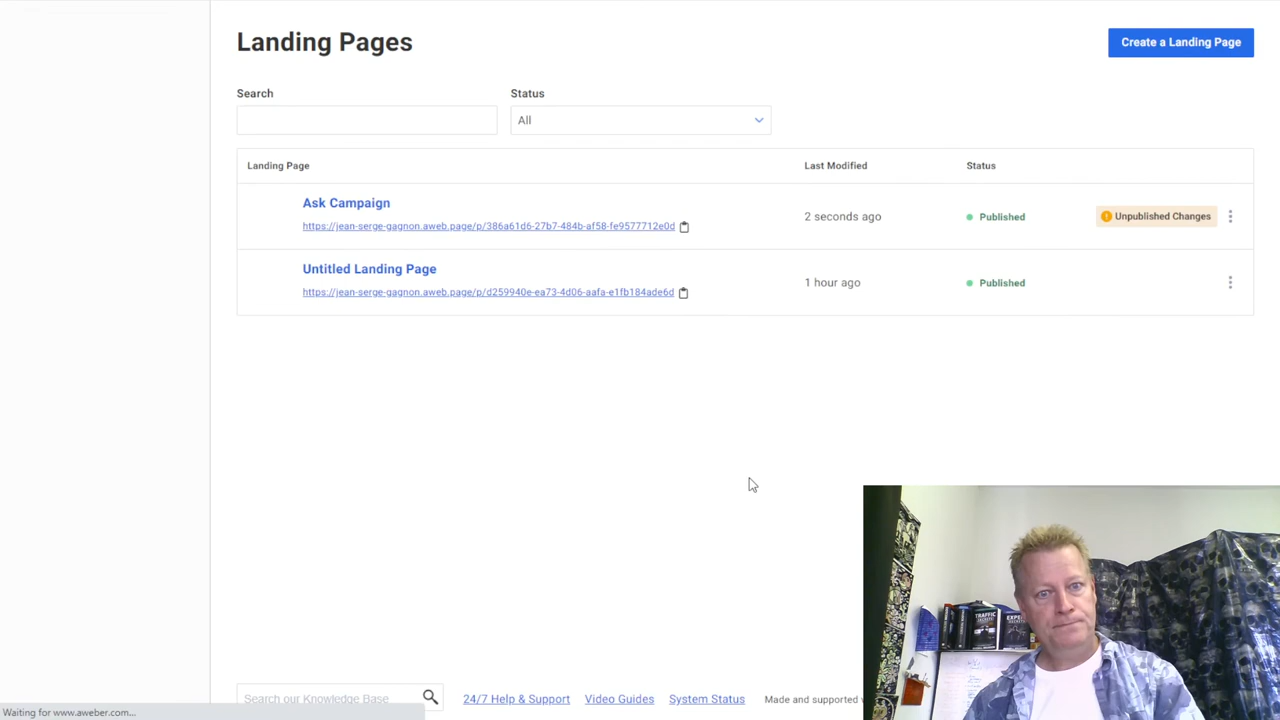 Landing Pages
Create a Landing Page
Search
Status
All
Landing Page
Last Modified
Status
Ask Campaign
https://jean-serge-gagnon.aweb.page/p/386a61d6-27b7-484b-af58-fe9577712e0d
2 seconds ago
Published
Unpublished Changes
Untitled Landing Page
https://jean-serge-gagnon.aweb.page/p/d259940e-ea73-4d06-aafa-e1fb184ade6d
1 hour ago
Published
TRAFFIC
SECRETS
Search our Knowledge Base
24/7 Help & Support
Video Guides
System Status
Made and supported
Waiting for www.aweber.com...